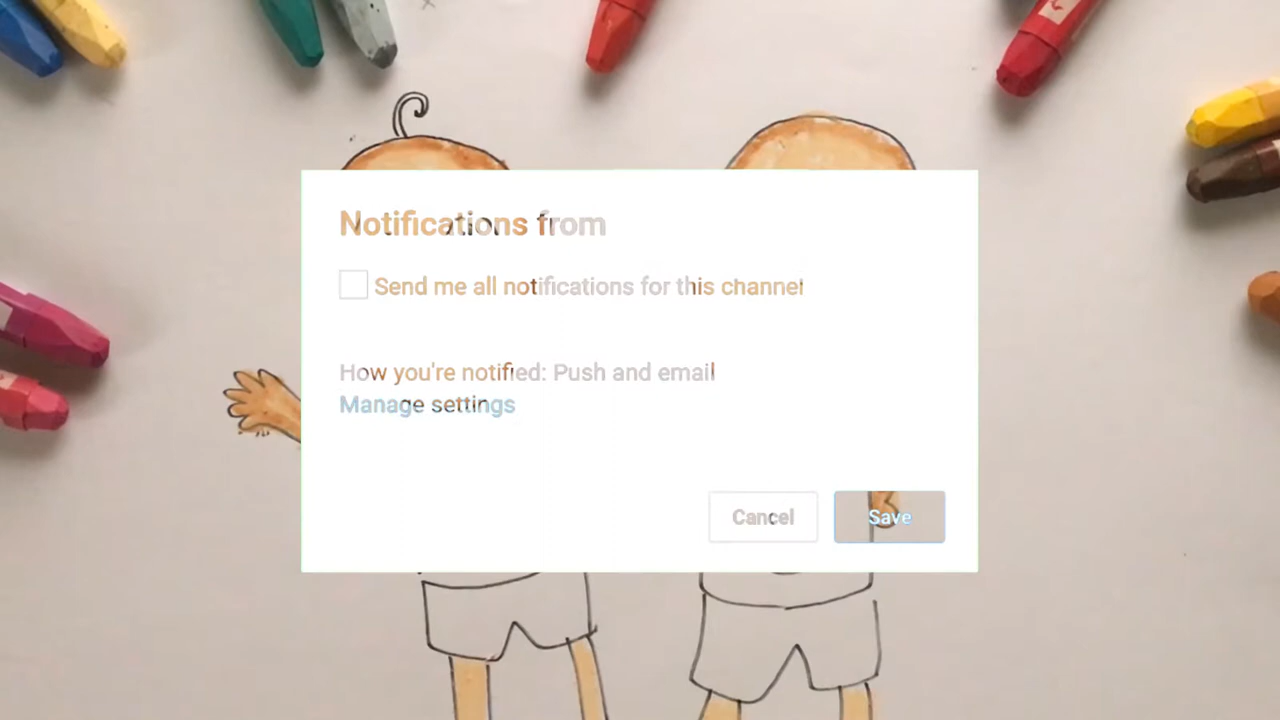 Notifications from
Send me all notifications for this channel
How you're notified: Push and email
Manage settings
Cancel
Save